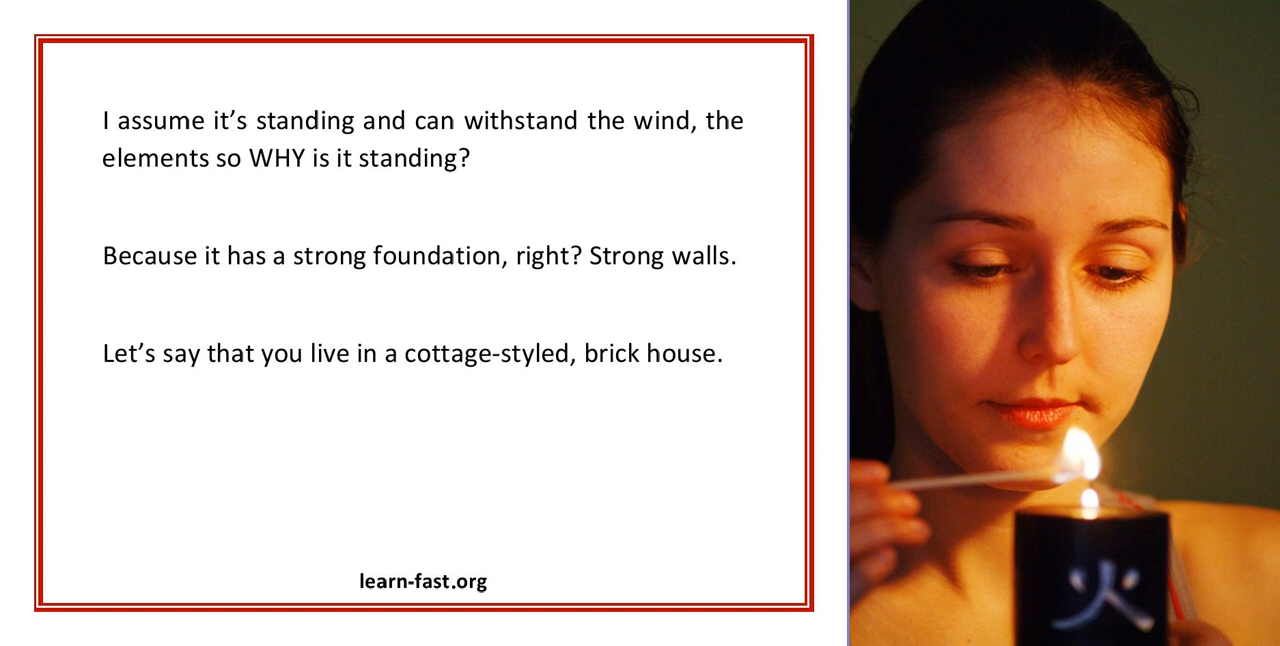 I assume it’s standing and can withstand the wind, the
elements so WHY is it standing?
Because it has a strong foundation, right? Strong walls.
Let’s say that you live in a cottage-styled, brick house.
learn-fast.org
火